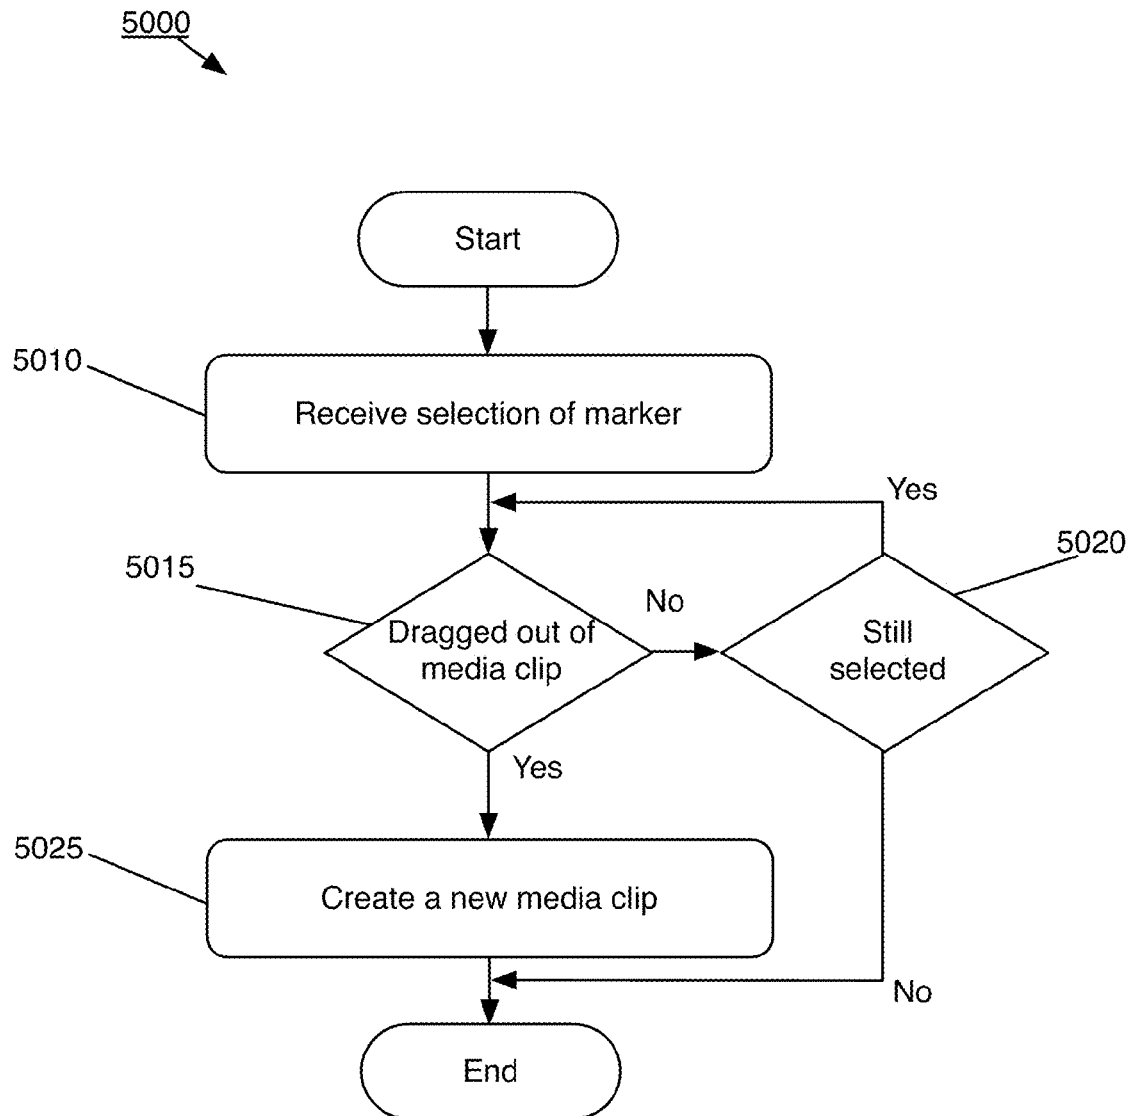 5000
Start
5010
Receive selection of marker
Yes
5020
5015
No
Dragged out of
media clip
Still
selected
Yes
5025
Create a new media clip
No
End